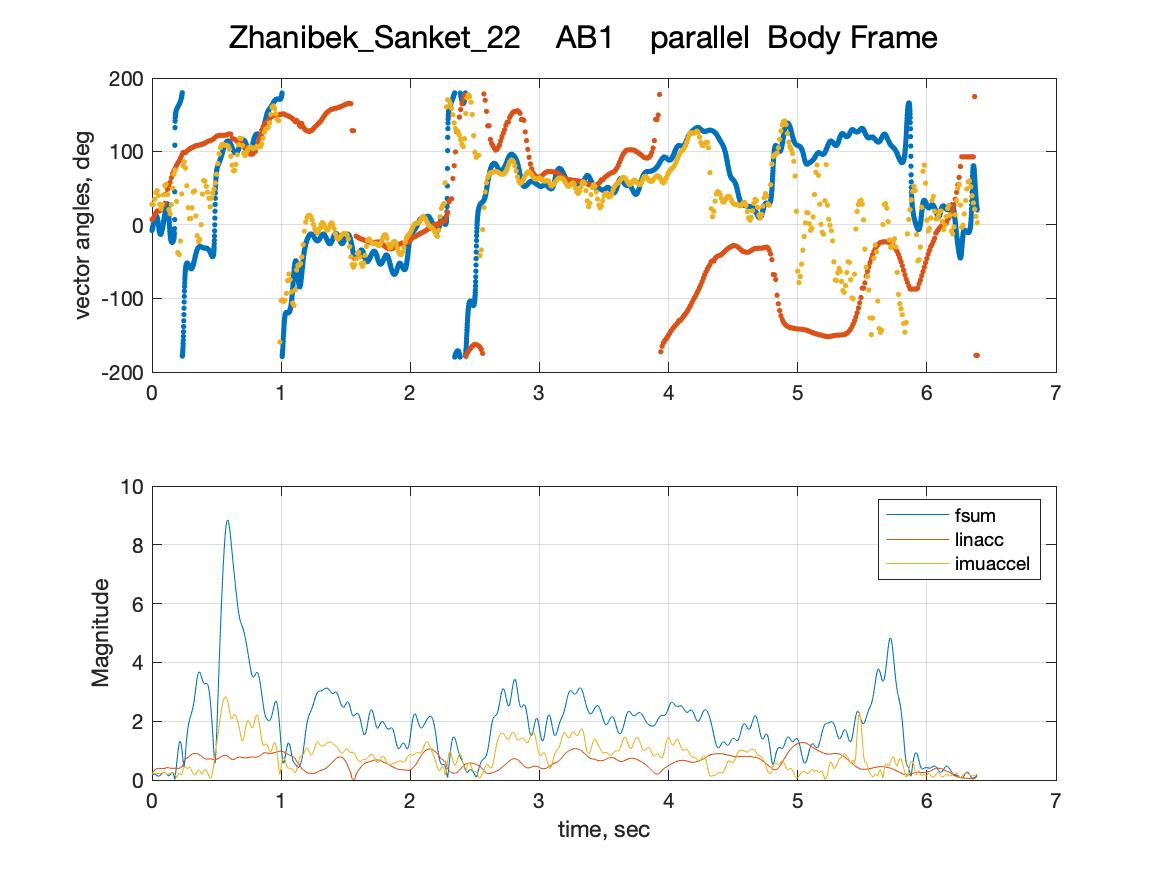 Zhanibek_Sanket_22 AB1 parallel Body Frame
200
100
0
-100
-200
vector angles, deg
0 1 2 3 4 5 6 7
10
8
6
4
2
0
Magnitude
fsum
linacc
imuaccel
0 1 2 3 4 5 6 7
time, sec